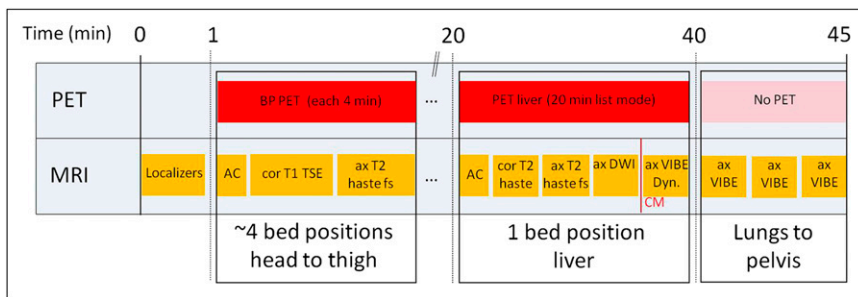 Time (min) 0 1 20 40 45
PET BP PET (each 4 min) ... PET liver (20 min list mode) No PET
MRI Localizers AC cor T1 TSE ax T2 haste fs ... AC cor T2 haste ax T2 haste fs ax DWI ax VIBE Dyn. ax VIBE ax VIBE ax VIBE
CM
~4 bed positions
head to thigh
1 bed position
liver
Lungs to
pelvis